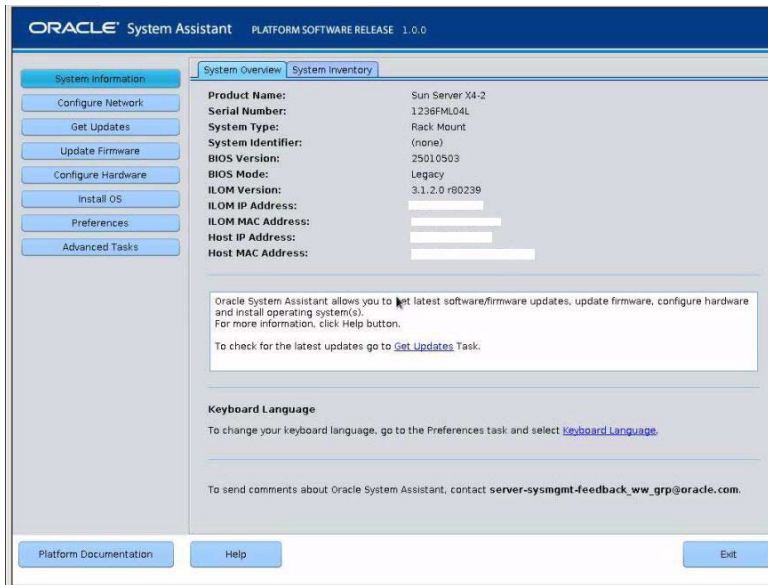 ORACLE® System Assistant PLATFORM SOFTWARE RELEASE 1.0.0
System Information
Configure Network
Get Updates
Update Firmware
Configure Hardware
Install OS
Preferences
Advanced Tasks
System Overview System Inventory
Product Name: Sun Server X4-2
Serial Number: 1236FML04L
System Type: Rack Mount
System Identifier: (none)
BIOS Version: 25010503
BIOS Mode: Legacy
ILOM Version: 3.1.2.0 r80239
ILOM IP Address:
ILOM MAC Address:
Host IP Address:
Host MAC Address:
Oracle System Assistant allows you to get latest software/firmware updates, update firmware, configure hardware
and install operating system(s).
For more information, click Help button.
To check for the latest updates go to Get Updates Task.
Keyboard Language
To change your keyboard language, go to the Preferences task and select Keyboard Language.
To send comments about Oracle System Assistant, contact server-sysmgmt-feedback_ww_grp@oracle.com.
Platform Documentation Help Exit